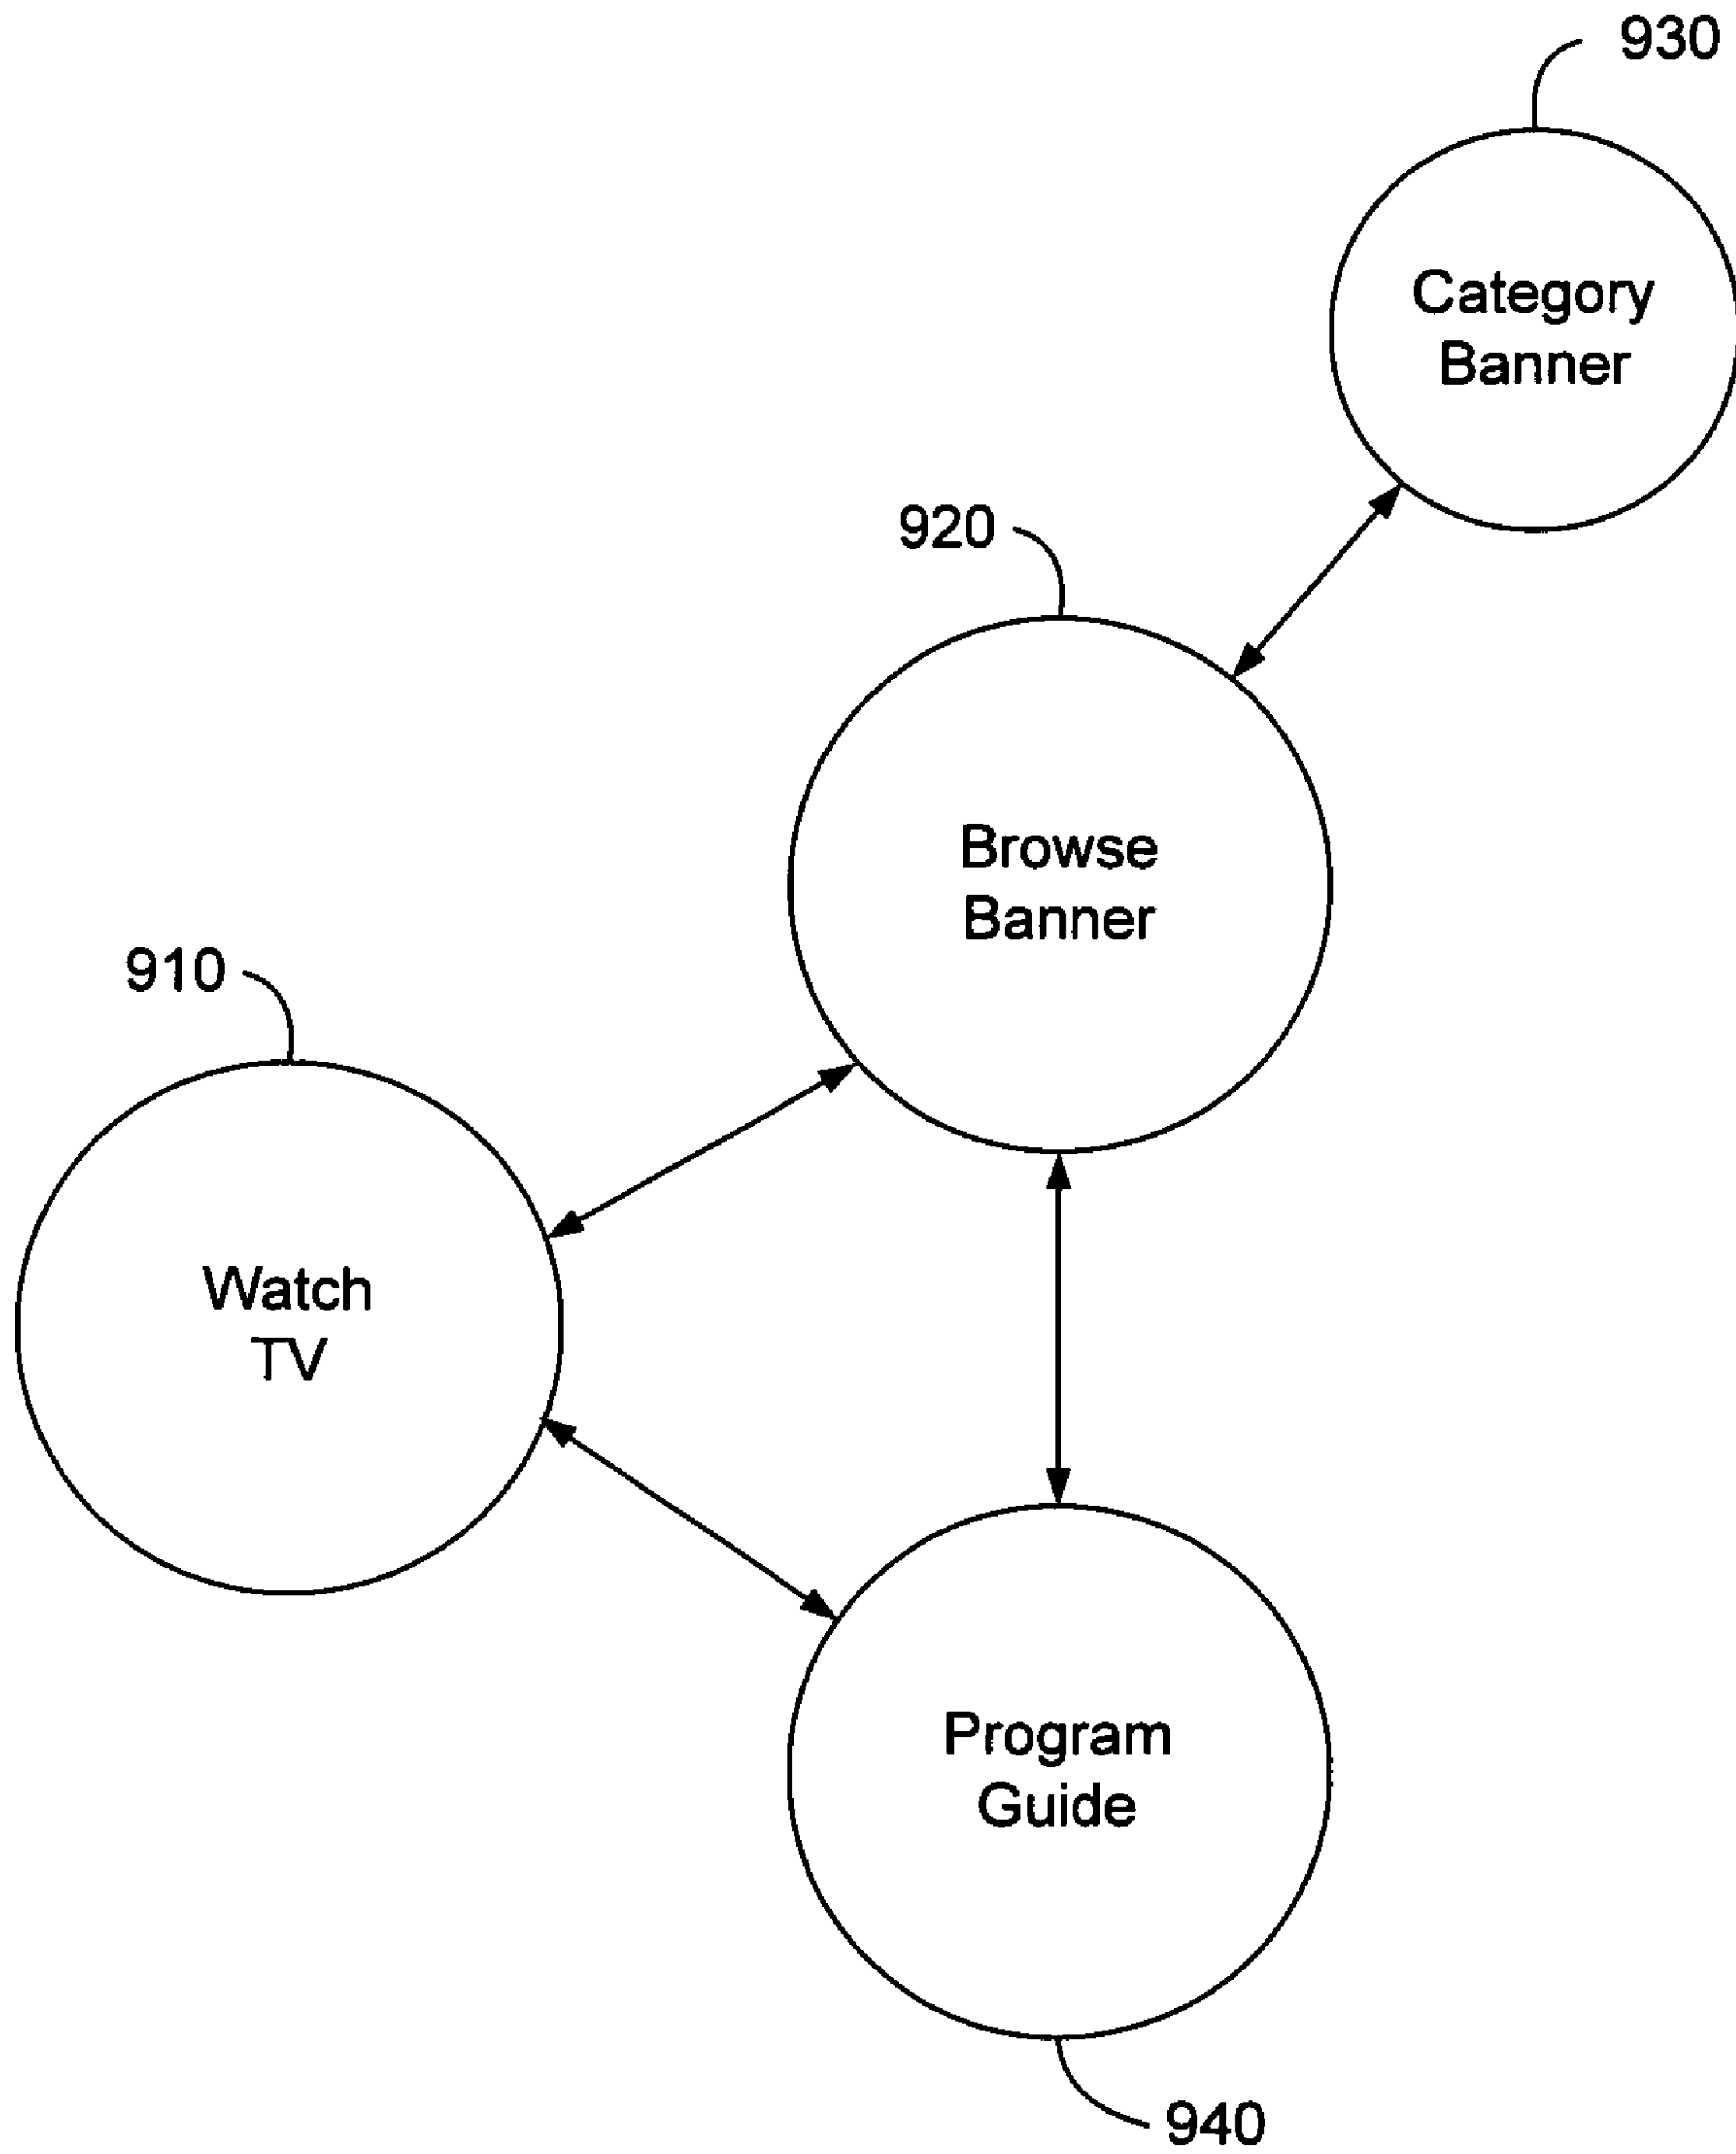 930
Category
Banner
920
Browse
Banner
910
Watch
TV
Program
Guide
940